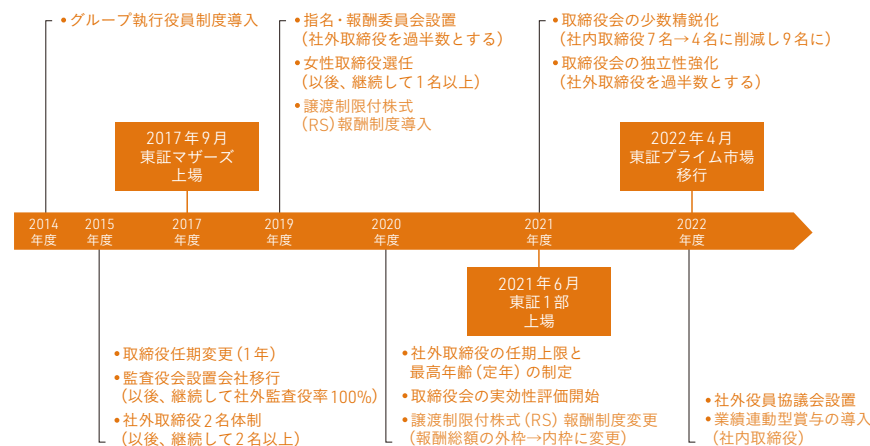 •グループ執行役員制度導入
•指名・報酬委員会設置
(社外取締役を過半数とする)
•女性取締役選任
(以後、継続して1名以上)
•譲渡制限付株式
(RS)報酬制度導入
•取締役会の少数精鋭化
(社内取締役7名→4名に削減し9名に)
•取締役会の独立性強化
(社外取締役を過半数とする)
2017年9月
東証マザーズ
上場
2022年4月
東証プライム市場
移行
2014
年度
2015
年度
2017
年度
2019
年度
2020
年度
2021
年度
2022
年度
2021年6月
東証1部
上場
•取締役任期変更(1年)
•監査役会設置会社移行
(以後、継続して社外監査役率100%)
•社外取締役2名体制
(以後、継続して2名以上)
•社外取締役の任期上限と
最高年齢(定年)の制定
•取締役会の実効性評価開始
•譲渡制限付株式(RS)報酬制度変更
(報酬総額の外枠→内枠に変更)
•社外役員協議会設置
•業績連動型賞与の導入
(社内取締役)